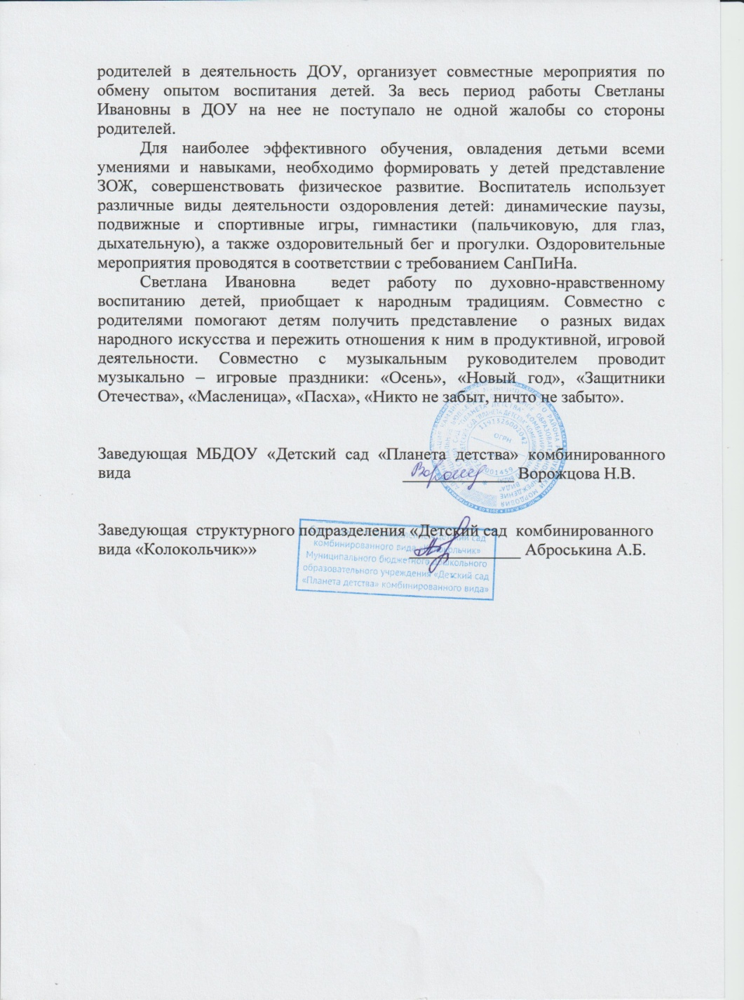 родителей в деятельность ДОУ, организует совместные мероприятия по
обмену опытом воспитания детей. За весь период работы Светланы
Ивановны в ДОУ на нее не поступало не одной жалобы со стороны
родителей.
Для наиболее эффективного обучения, овладения детьми всеми
умениями и навыками, необходимо формировать у детей представление
ЗОЖ, совершенствовать физическое развитие. Воспитатель использует
различные виды деятельности оздоровления детей: динамические паузы,
подвижные и спортивные игры, гимнастики (пальчиковую, для глаз,
дыхательную), а также оздоровительный бег и прогулки. Оздоровительные
мероприятия проводятся в соответствии с требованием СанПиНа.
Светлана Ивановна ведет работу по духовно-нравственному
воспитанию детей, приобщает к народным традициям. Совместно с
родителями помогают детям получить представление о разных видах
народного искусства и пережить отношения к ним в продуктивной, игровой
деятельности. Совместно с музыкальным руководителем проводит
музыкально – игровые праздники: «Осень», «Новый год», «Защитники
Отечества», «Масленица», «Пасха», «Никто не забыт, ничто не забыто».
Заведующая МБДОУ «Детский сад «Планета детства» комбинированного
вида ______________ Ворожцова Н.В.
ОГРН
Заведующая структурного подразделения «Детский сад комбинированного
вида «Колокольчик»» ______________ Аброськина А.Б.
Детский сад
комбинированного вида «Колокольчик»
Муниципального бюджетного дошкольного
образовательного учреждения «Детский сад
«Планета детства» комбинированного вида»